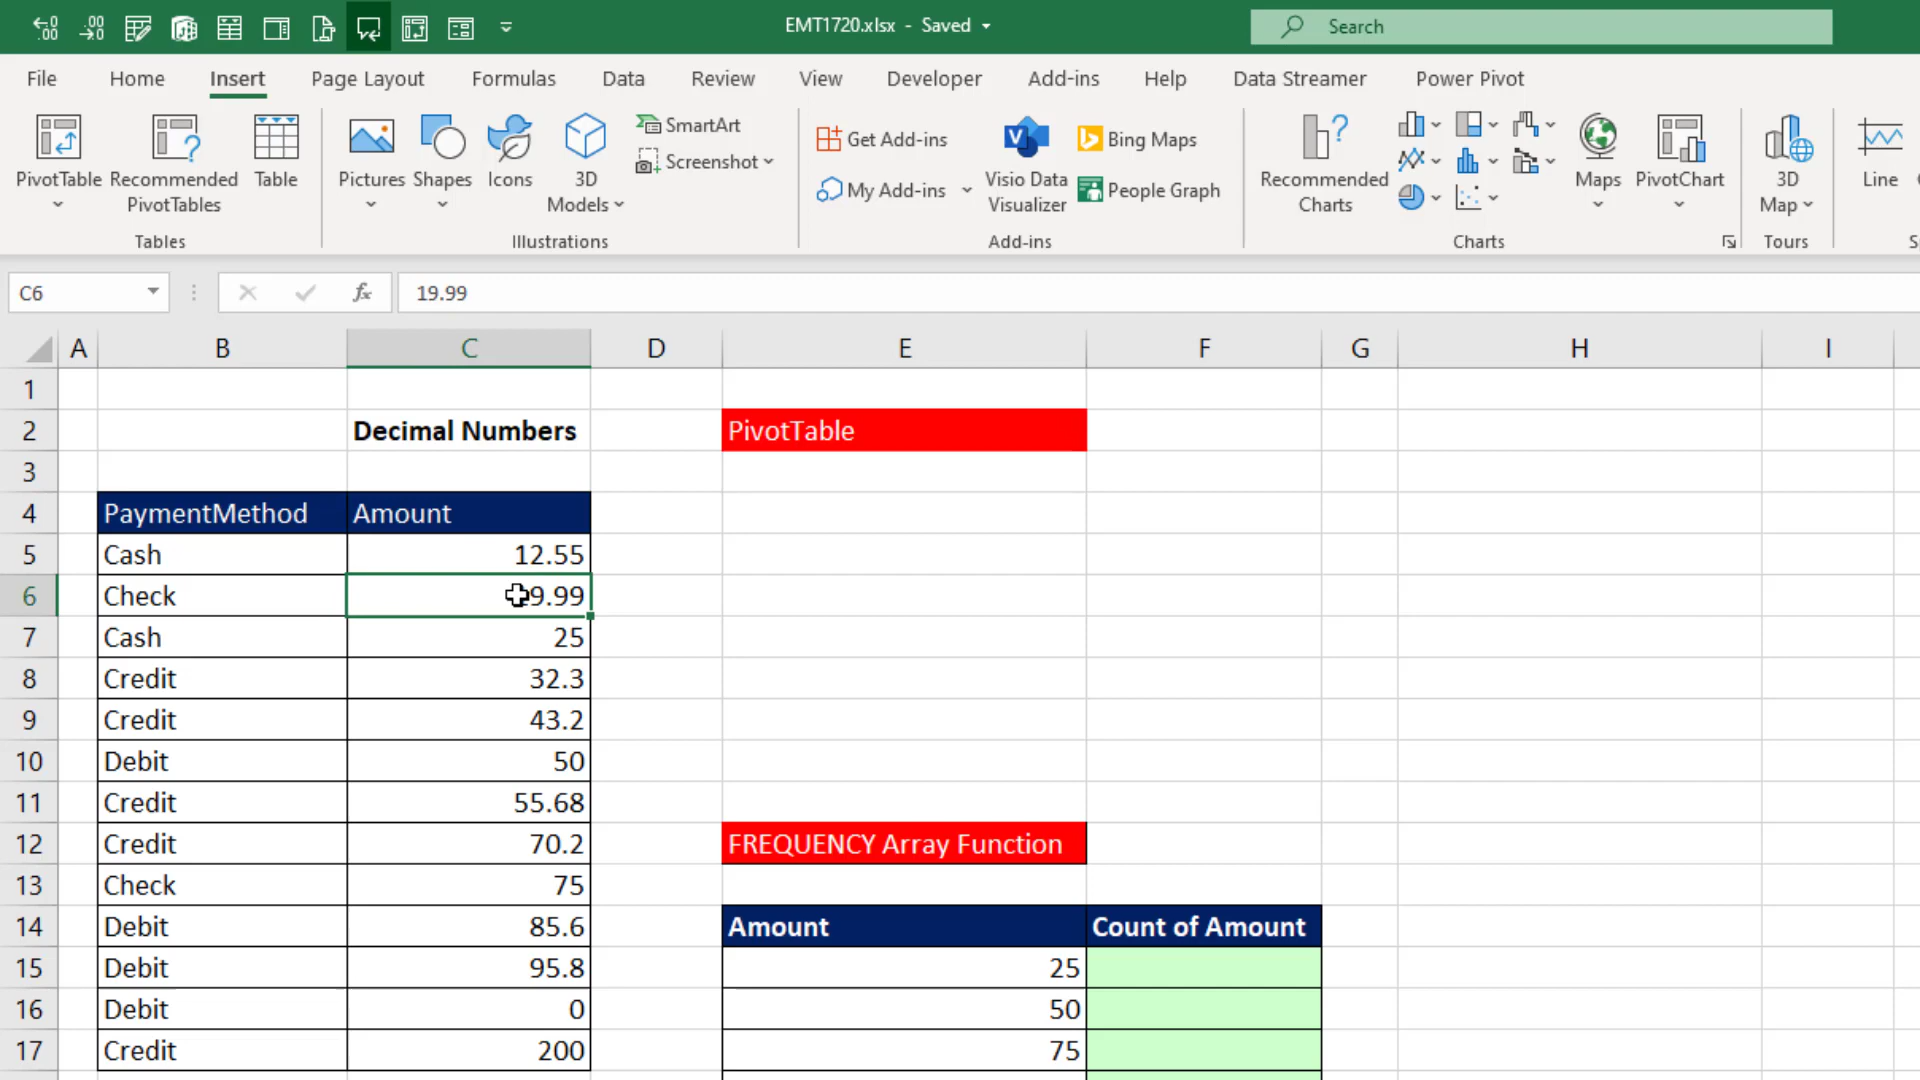 EMT1720.xlsx - Saved
Search
File Home Insert Page Layout Formulas Data Review View Developer Add-ins Help Data Streamer Power Pivot
PivotTable
Recommended PivotTables
Table
Tables
Pictures
Shapes
Icons
3D Models
SmartArt
Screenshot
Illustrations
Get Add-ins
My Add-ins
Visio Data Visualizer
Bing Maps
People Graph
Add-ins
Recommended Charts
Maps
PivotChart
Charts
3D Map
Tours
Line
C6 fx 19.99
A B C D E F G H I
1
2 Decimal Numbers PivotTable
3
4 PaymentMethod Amount
5 Cash 12.55
6 Check 9.99
7 Cash 25
8 Credit 32.3
9 Credit 43.2
10 Debit 50
11 Credit 55.68
12 Credit 70.2 FREQUENCY Array Function
13 Check 75
14 Debit 85.6 Amount Count of Amount
15 Debit 95.8 25
16 Debit 0 50
17 Credit 200 75